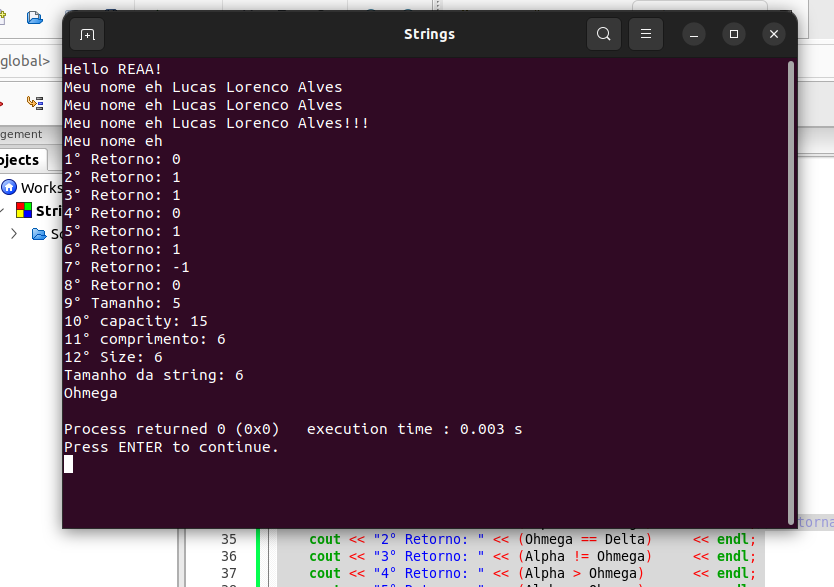 Strings
global>
Hello REAA!
Meu nome eh Lucas Lorenco Alves
Meu nome eh Lucas Lorenco Alves
Meu nome eh Lucas Lorenco Alves!!!
Meu nome eh
1° Retorno: 0
2° Retorno: 1
3° Retorno: 1
4° Retorno: 0
5° Retorno: 1
6° Retorno: 1
7° Retorno: -1
8° Retorno: 0
9° Tamanho: 5
10° capacity: 15
11° comprimento: 6
12° Size: 6
Tamanho da string: 6
Ohmega
Process returned 0 (0x0)   execution time : 0.003 s
Press ENTER to continue.
gement
ojects
Works
Stri
So
torna
35 cout << "2° Retorno: " << (Ohmega == Delta) << endl;
36 cout << "3° Retorno: " << (Alpha != Ohmega) << endl;
37 cout << "4° Retorno: " << (Alpha > Ohmega) << endl;